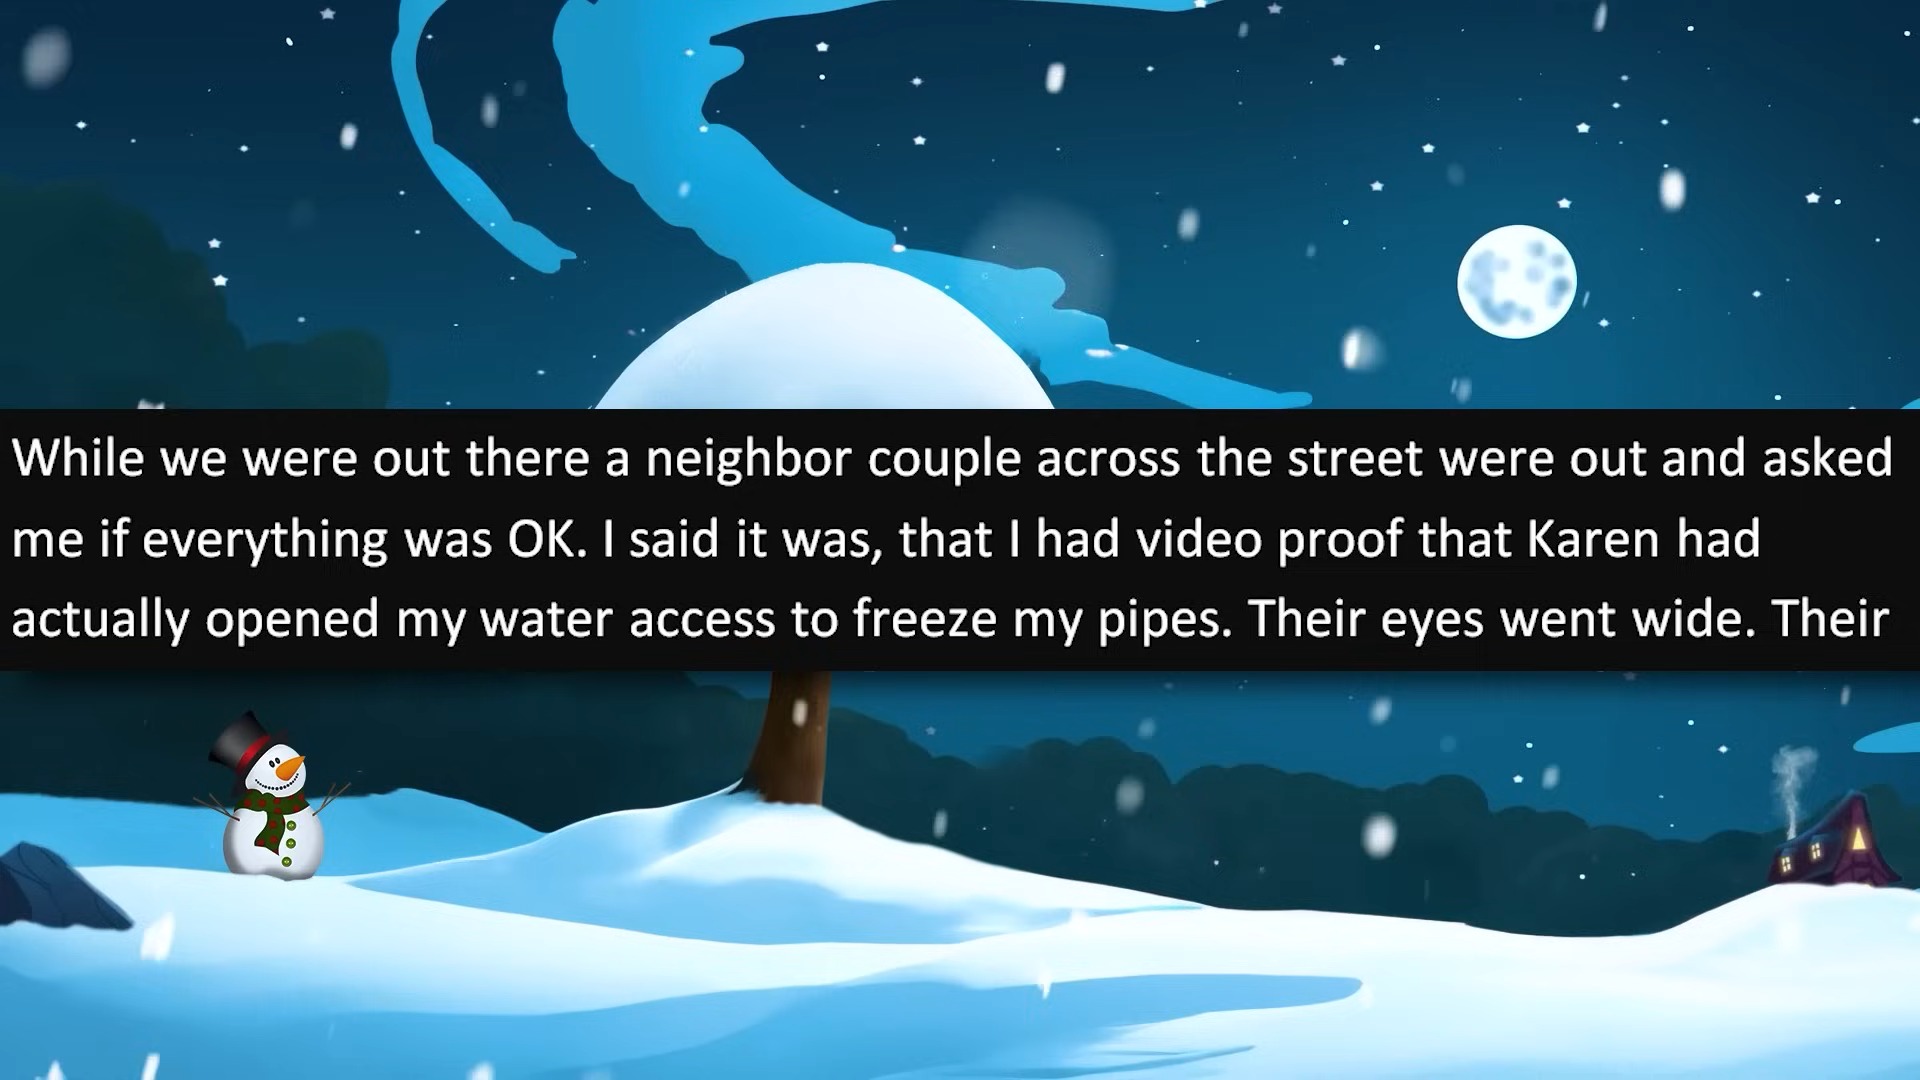 While we were out there a neighbor couple across the street were out and asked
me if everything was OK. I said it was, that I had video proof that Karen had
actually opened my water access to freeze my pipes. Their eyes went wide. Their